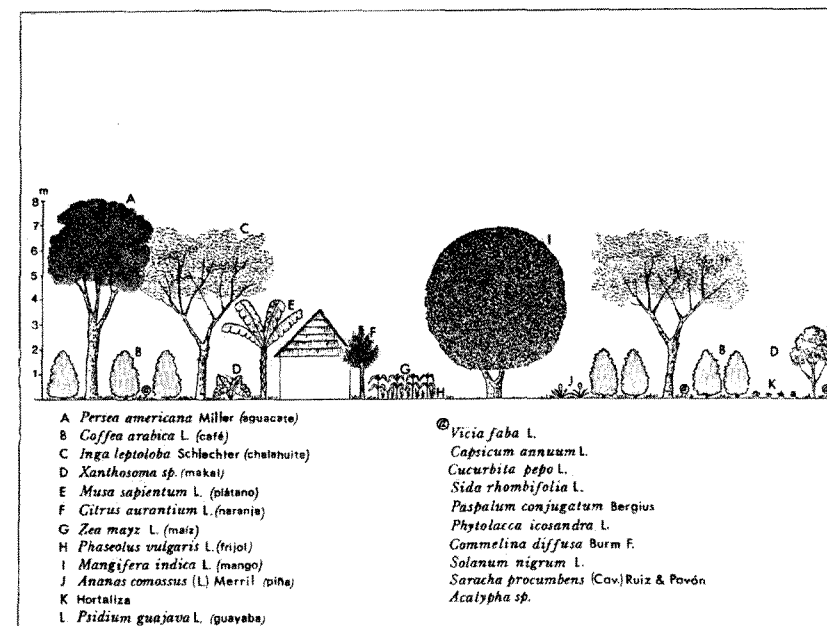 m
8
7
6
5
4
3
2
1
A
C
E
F
B
D
G
H
I
J
B
D
K
A Persea americana Miller (aguacate)
B Coffea arabica L. (café)
C Inga leptoloba Schlechter (chalahuite)
D Xanthosoma sp. (makal)
E Musa sapientum L. (plátano)
F Citrus aurantium L. (naranja)
G Zea mayz L. (maíz)
H Phaseolus vulgaris L. (frijol)
I Mangifera indica L. (mango)
J Ananas comossus (L) Merril (piña)
K Hortaliza
L Psidium guajava L. (guayaba)
Vicia faba L.
Capsicum annuum L.
Cucurbita pepo L.
Sida rhombifolia L.
Paspalum conjugatum Bergius
Phytolacca icosandra L.
Commelina diffusa Burm F.
Solanum nigrum L.
Saracha procumbens (Cav.) Ruiz & Pavón
Acalypha sp.